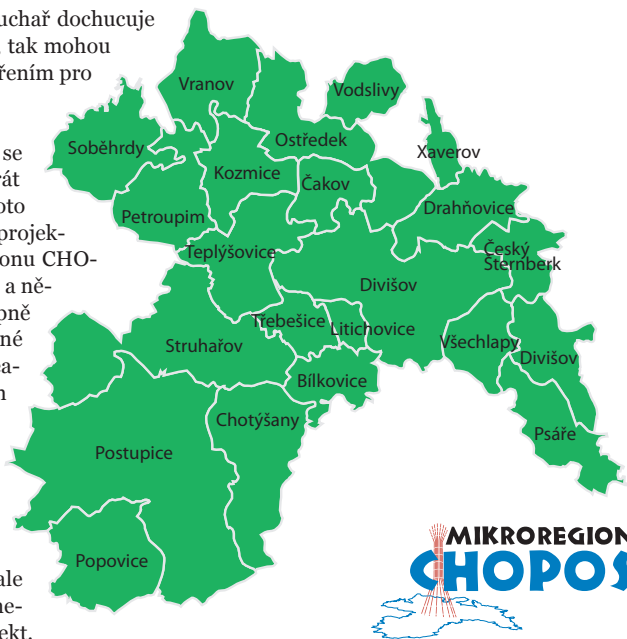 uchař dochucuje
tak mohou
řením pro
se
rát
oto
projek-
onu CHO-
a ně-
pně
né
ea-
m
ale
ne-
ekt.
Vranov
Vodslivy
Soběhrdy
Ostředek
Xaverov
Kozmice
Čakov
Petroupim
Drahňovice
Teplýšovice
Český
Šternberk
Divišov
Třebešice
Litichovice
Struhařov
Všechlapy
Divišov
Bílkovice
Chotýšany
Psáře
Postupice
Popovice
MIKROREGION
CHOPOS